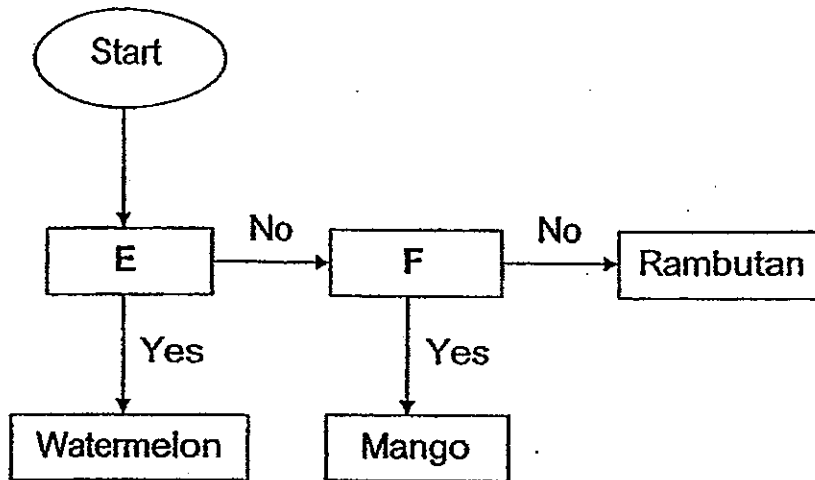 Start
E
No
F
No
Rambutan
Yes
Yes
Watermelon
Mango